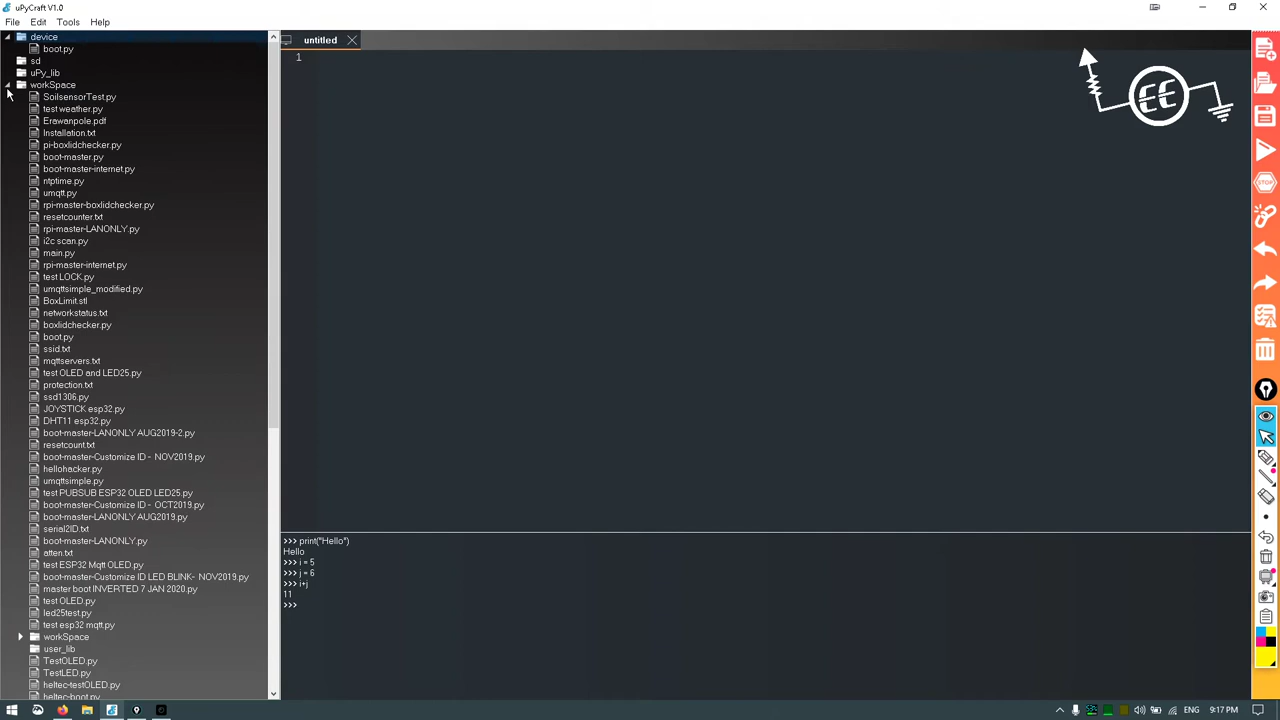 uPyCraft V1.0
File Edit Tools Help
device
boot.py
sd
uPy_lib
workSpace
SoilsensorTest.py
test weather.py
Erawanpole.pdf
Installation.txt
pi-boxlidchecker.py
boot-master.py
boot-master-internet.py
ntptime.py
umqtt.py
rpi-master-boxlidchecker.py
resetcounter.txt
rpi-master-LANONLY.py
i2c scan.py
main.py
rpi-master-internet.py
test LOCK.py
umqttsimple_modified.py
BoxLimit.stl
networkstatus.txt
boxlidchecker.py
boot.py
ssid.txt
mqttservers.txt
test OLED and LED25.py
protection.txt
ssd1306.py
JOYSTICK esp32.py
DHT11 esp32.py
boot-master-LANONLY AUG2019-2.py
resetcount.txt
boot-master-Customize ID - NOV2019.py
hellohacker.py
umqttsimple.py
test PUBSUB ESP32 OLED LED25.py
boot-master-Customize ID - OCT2019.py
boot-master-LANONLY AUG2019.py
serial2ID.txt
boot-master-LANONLY.py
atten.txt
test ESP32 Mqtt OLED.py
boot-master-Customize ID LED BLINK- NOV2019.py
master boot INVERTED 7 JAN 2020.py
test OLED.py
led25test.py
test esp32 mqtt.py
workSpace
user_lib
TestOLED.py
TestLED.py
heltec-testOLED.py
heltec-boot.py
untitled
1
EE
STOP
>>> print("Hello")
Hello
>>> i = 5
>>> j = 6
>>> i+j
11
>>>
ENG 9:17 PM